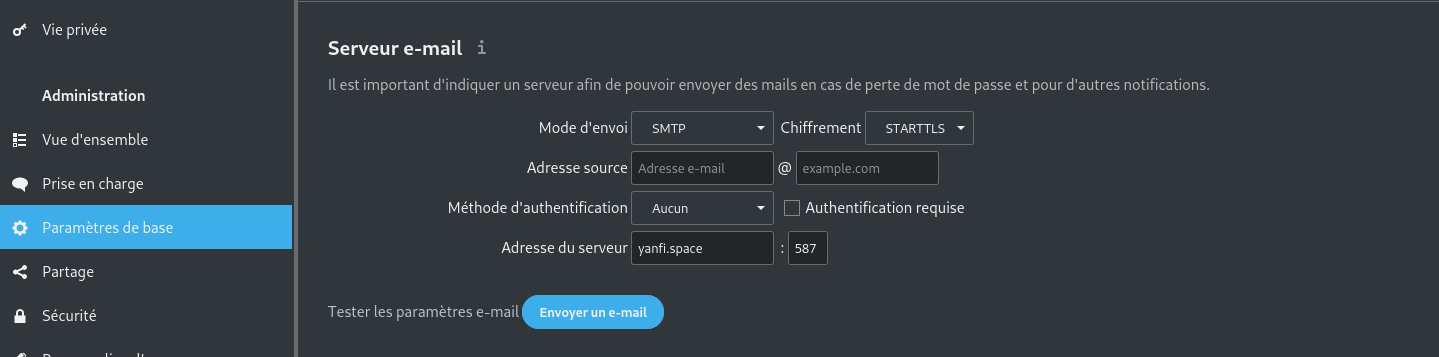 Vie privée
Administration
Vue d'ensemble
Prise en charge
Paramètres de base
Partage
Sécurité
Serveur e-mail i
Il est important d'indiquer un serveur afin de pouvoir envoyer des mails en cas de perte de mot de passe et pour d'autres notifications.
Mode d'envoi SMTP Chiffrement STARTTLS
Adresse source Adresse e-mail @ example.com
Méthode d'authentification Aucun Authentification requise
Adresse du serveur yanfi.space : 587
Tester les paramètres e-mail Envoyer un e-mail